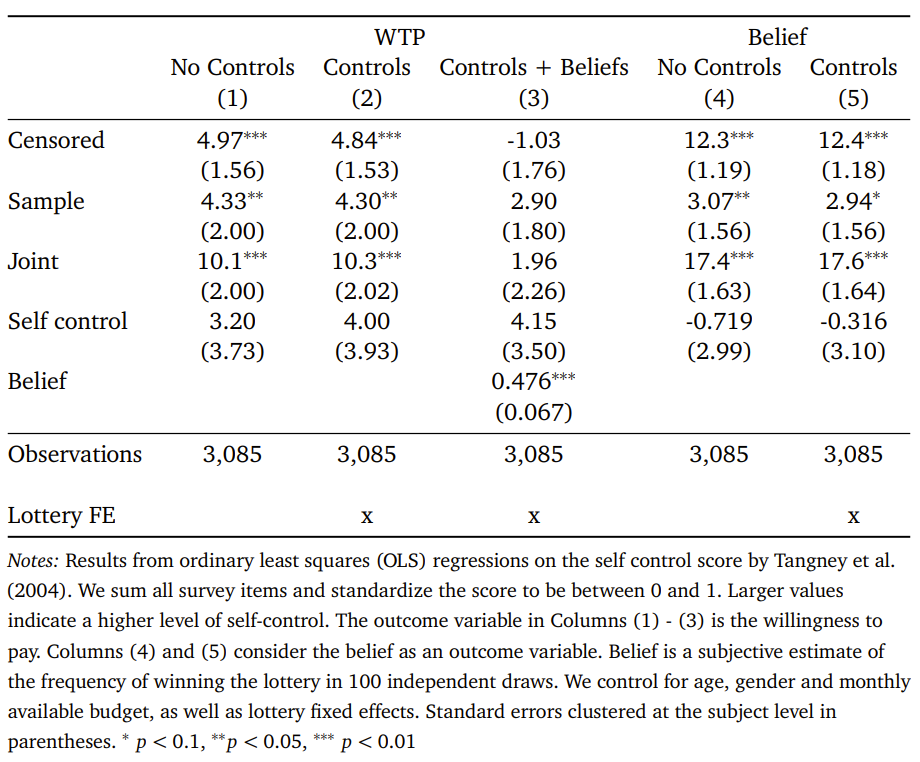 WTP Belief
No Controls Controls Controls + Beliefs No Controls Controls
(1) (2) (3) (4) (5)
Censored 4.97*** 4.84*** -1.03 12.3*** 12.4***
(1.56) (1.53) (1.76) (1.19) (1.18)
Sample 4.33** 4.30** 2.90 3.07** 2.94*
(2.00) (2.00) (1.80) (1.56) (1.56)
Joint 10.1*** 10.3*** 1.96 17.4*** 17.6***
(2.00) (2.02) (2.26) (1.63) (1.64)
Self control 3.20 4.00 4.15 -0.719 -0.316
(3.73) (3.93) (3.50) (2.99) (3.10)
Belief 0.476***
(0.067)
Observations 3,085 3,085 3,085 3,085 3,085
Lottery FE x x x
Notes: Results from ordinary least squares (OLS) regressions on the self control score by Tangney et al.
(2004). We sum all survey items and standardize the score to be between 0 and 1. Larger values
indicate a higher level of self-control. The outcome variable in Columns (1) - (3) is the willingness to
pay. Columns (4) and (5) consider the belief as an outcome variable. Belief is a subjective estimate of
the frequency of winning the lottery in 100 independent draws. We control for age, gender and monthly
available budget, as well as lottery fixed effects. Standard errors clustered at the subject level in
parentheses. * p < 0.1, **p < 0.05, *** p < 0.01